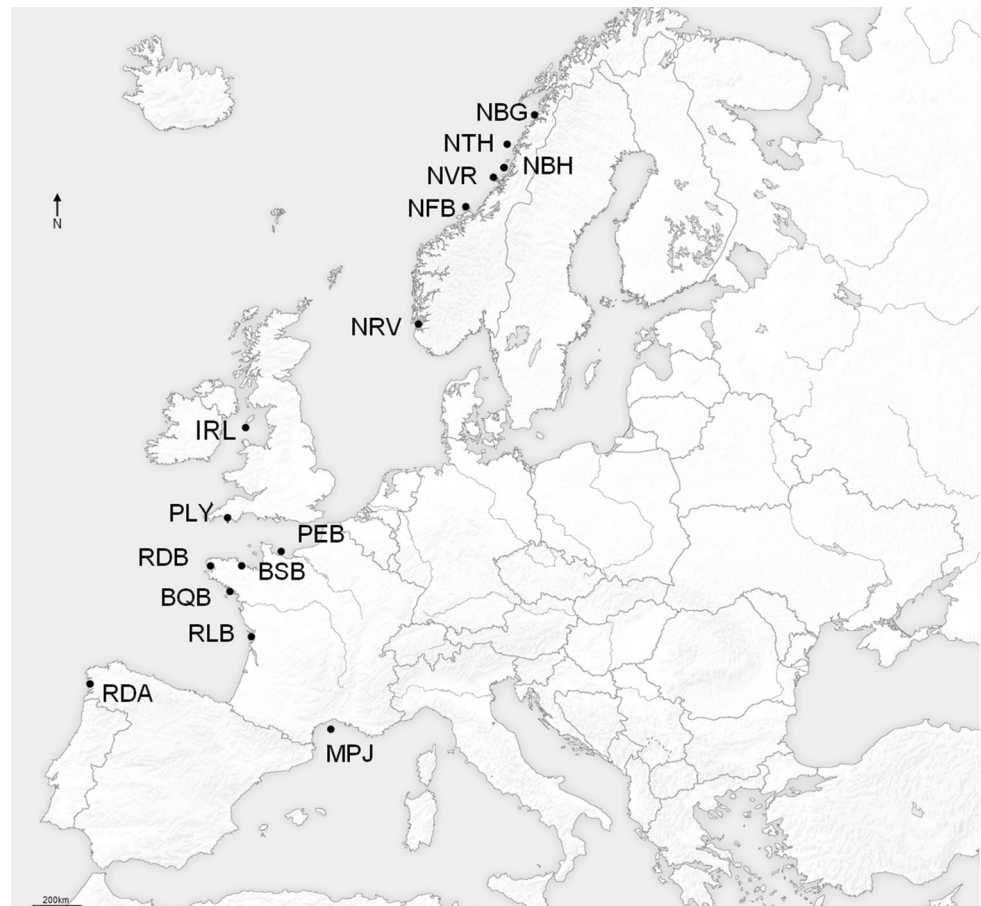 NBG
NTH
NBH
NVR
NFB
N
NRV
IRL
PLY
PEB
RDB
BSB
BQB
RLB
RDA
MPJ
200km